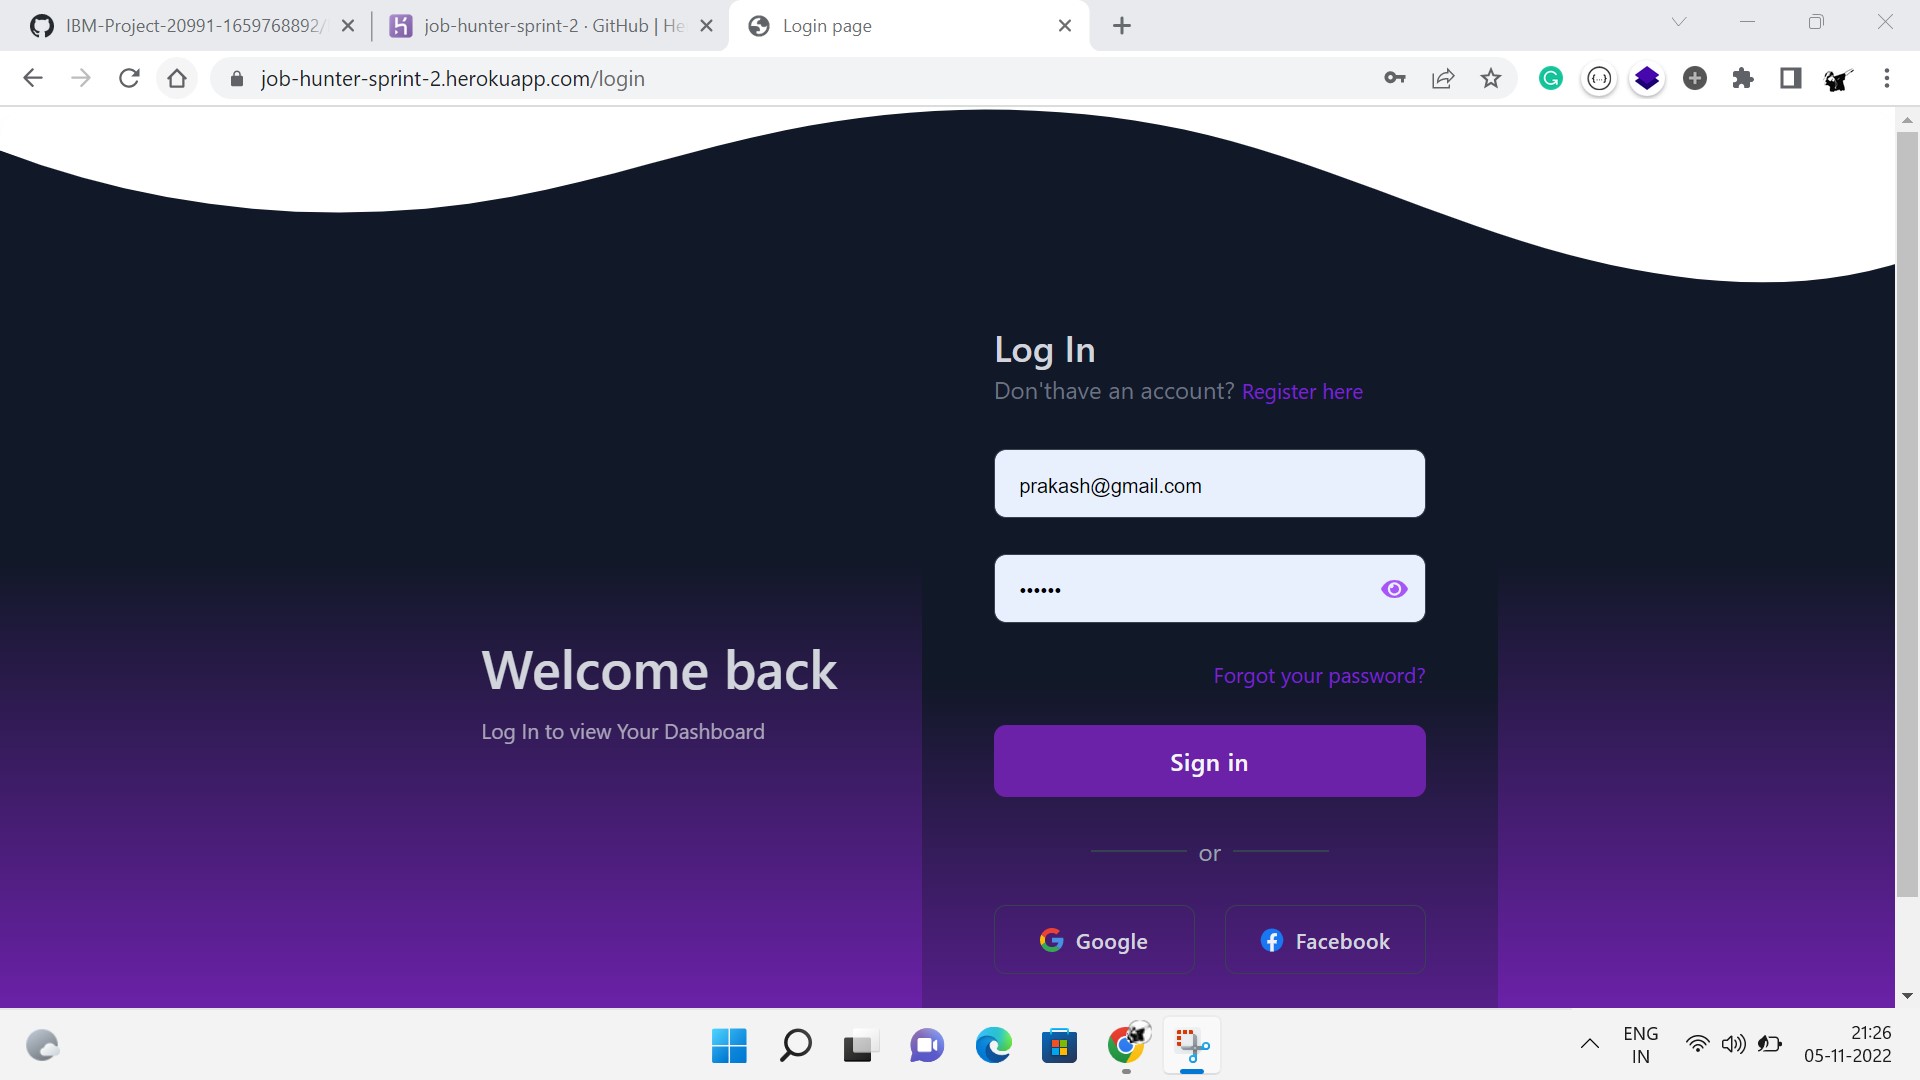 IBM-Project-20991-1659768892/
job-hunter-sprint-2 · GitHub | He
Login page
job-hunter-sprint-2.herokuapp.com/login
Log In
Don'thave an account? Register here
prakash@gmail.com
••••••
Forgot your password?
Welcome back
Log In to view Your Dashboard
Sign in
or
Google
Facebook
ENG
IN
21:26
05-11-2022